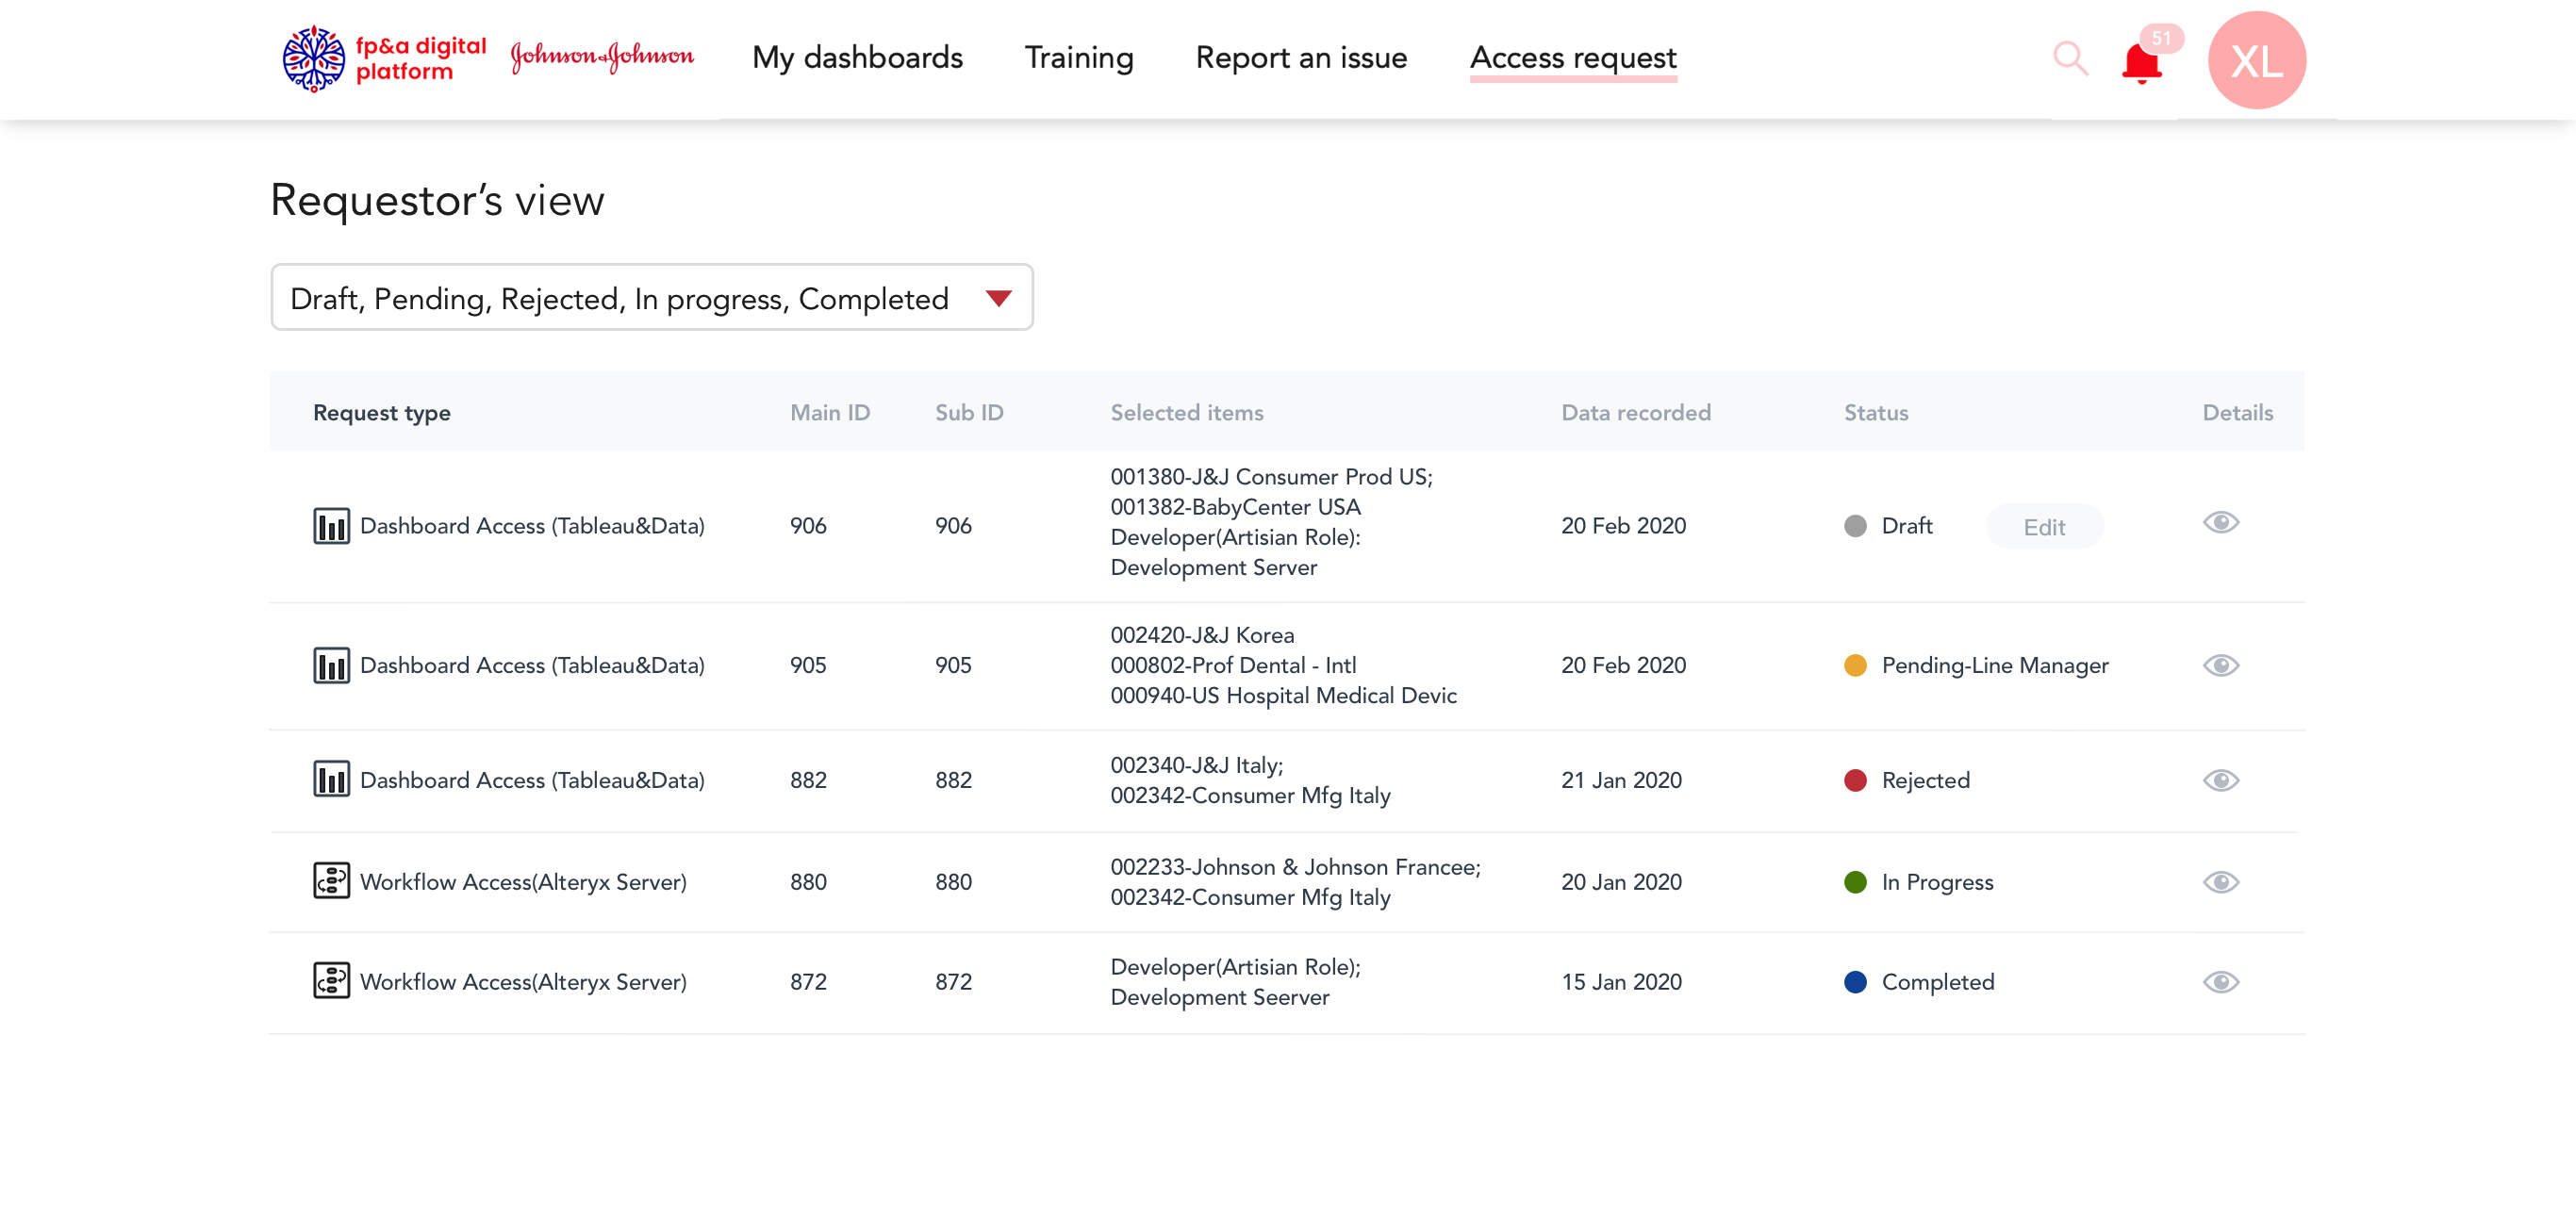 fp&a digital
platform
Johnson & Johnson
My dashboards
Training
Report an issue
Access request
51
XL
Requestor’s view
Draft, Pending, Rejected, In progress, Completed
Request type Main ID Sub ID Selected items Data recorded Status Details
001380-J&J Consumer Prod US;
001382-BabyCenter USA
Developer(Artisian Role):
Development Server
Dashboard Access (Tableau&Data) 906 906 20 Feb 2020 Draft Edit
002420-J&J Korea
000802-Prof Dental - Intl
000940-US Hospital Medical Devic
Dashboard Access (Tableau&Data) 905 905 20 Feb 2020 Pending-Line Manager
002340-J&J Italy;
002342-Consumer Mfg Italy
Dashboard Access (Tableau&Data) 882 882 21 Jan 2020 Rejected
002233-Johnson & Johnson Francee;
002342-Consumer Mfg Italy
Workflow Access(Alteryx Server) 880 880 20 Jan 2020 In Progress
Developer(Artisian Role);
Development Seerver
Workflow Access(Alteryx Server) 872 872 15 Jan 2020 Completed